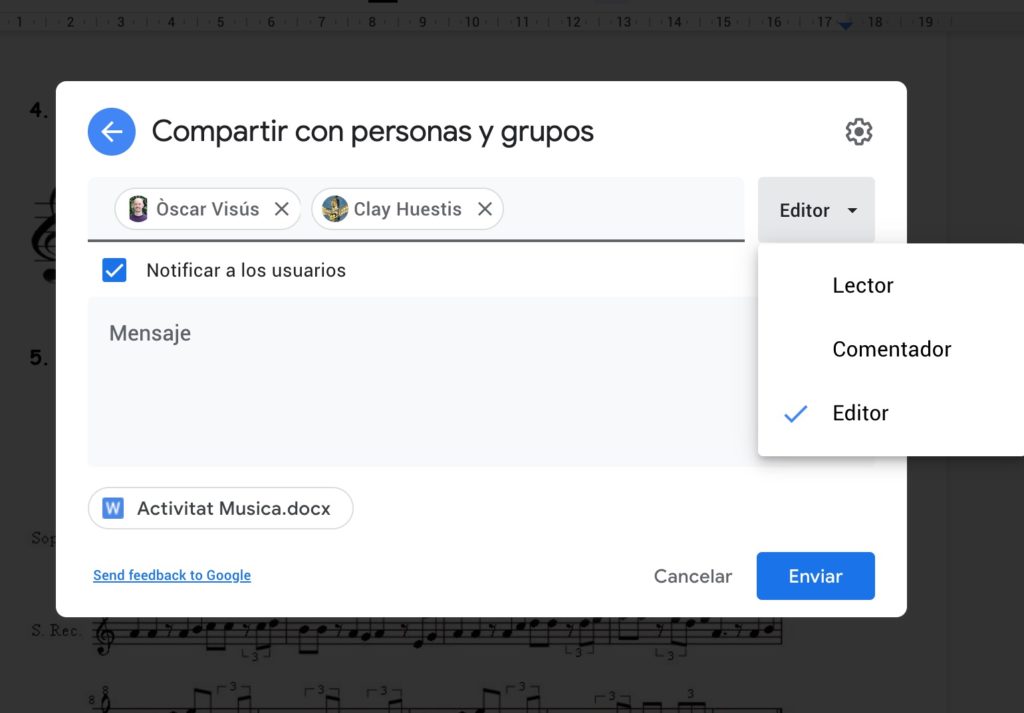 1 2 3 4 5 6 7 8 9 10 11 12 13 14 15 16 17 18 19
4.
Compartir con personas y grupos
Òscar Visús Clay Huestis Editor
Notificar a los usuarios
Lector
Mensaje
Comentador
5.
Editor
W Activitat Musica.docx
Send feedback to Google Cancelar Enviar
S. Rec.
3 3 3
8 3 3 3 3 3 3
8